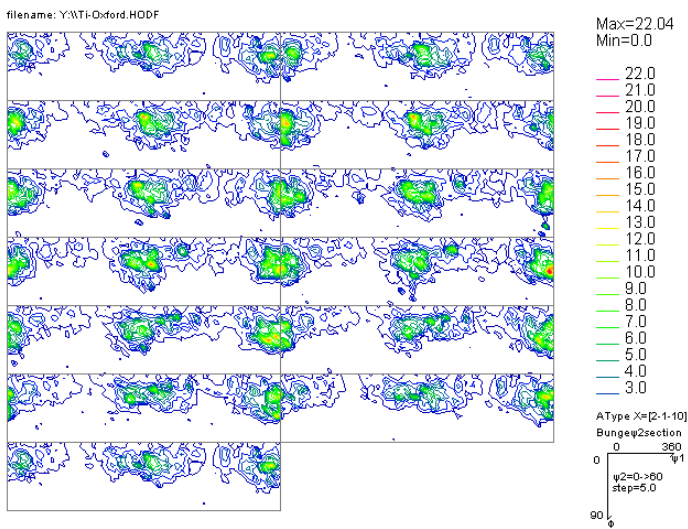 filename: Y:\\Ti-Oxford.HODF
Max=22.04
Min=0.0
22.0
21.0
20.0
19.0
18.0
17.0
16.0
15.0
14.0
13.0
12.0
11.0
10.0
9.0
8.0
7.0
6.0
5.0
4.0
3.0
AType X=[2-1-10]
Bungeψ2section
0 360
0 ψ1
ψ2=0->60
step=5.0
90
Φ